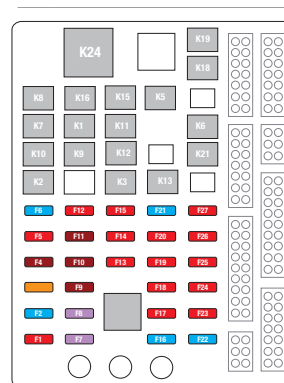 K24 K19
K18
K8 K16 K15 K5
K7 K1 K11 K6
K10 K9 K12 K21
K2 K3 K13
F6 F12 F15 F21 F27
F5 F11 F14 F20 F26
F4 F10 F13 F19 F25
F9 F18 F24
F2 F8 F17 F23
F1 F7 F16 F22